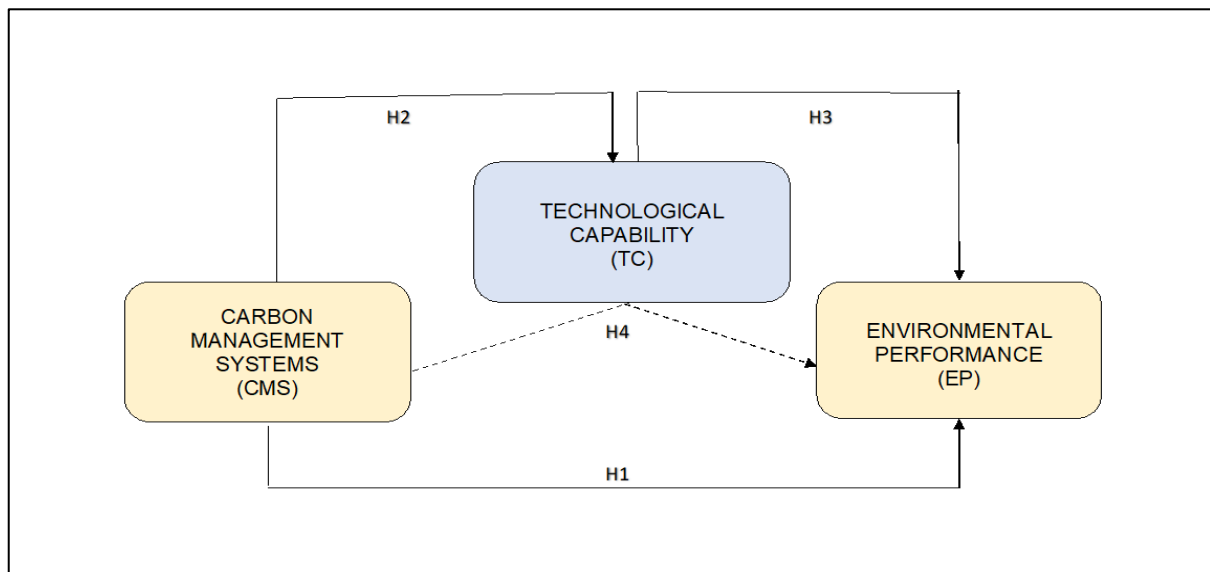 H2
H3
TECHNOLOGICAL
CAPABILITY
(TC)
CARBON
MANAGEMENT
SYSTEMS
(CMS)
H4
ENVIRONMENTAL
PERFORMANCE
(EP)
H1